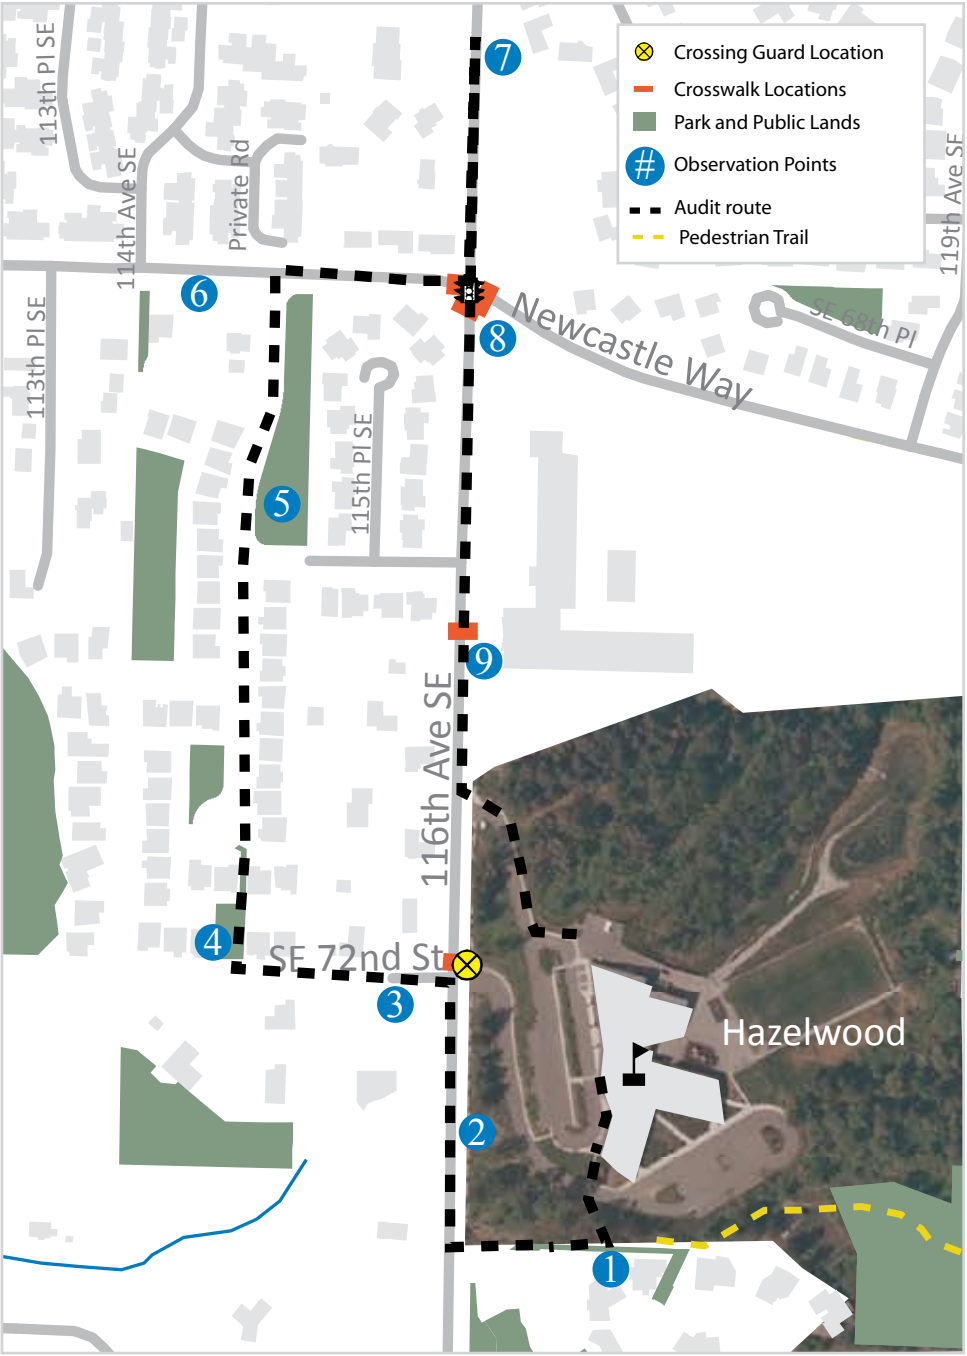 7
Crossing Guard Location
Crosswalk Locations
Park and Public Lands
# Observation Points
Audit route
Pedestrian Trail
113th Pl SE
114th Ave SE
Private Rd
119th Ave SE
6
113th Pl SE
8
Newcastle Way
SE 68th Pl
5
115th Pl SE
9
116th Ave SE
4
SE 72nd St
3
Hazelwood
2
1